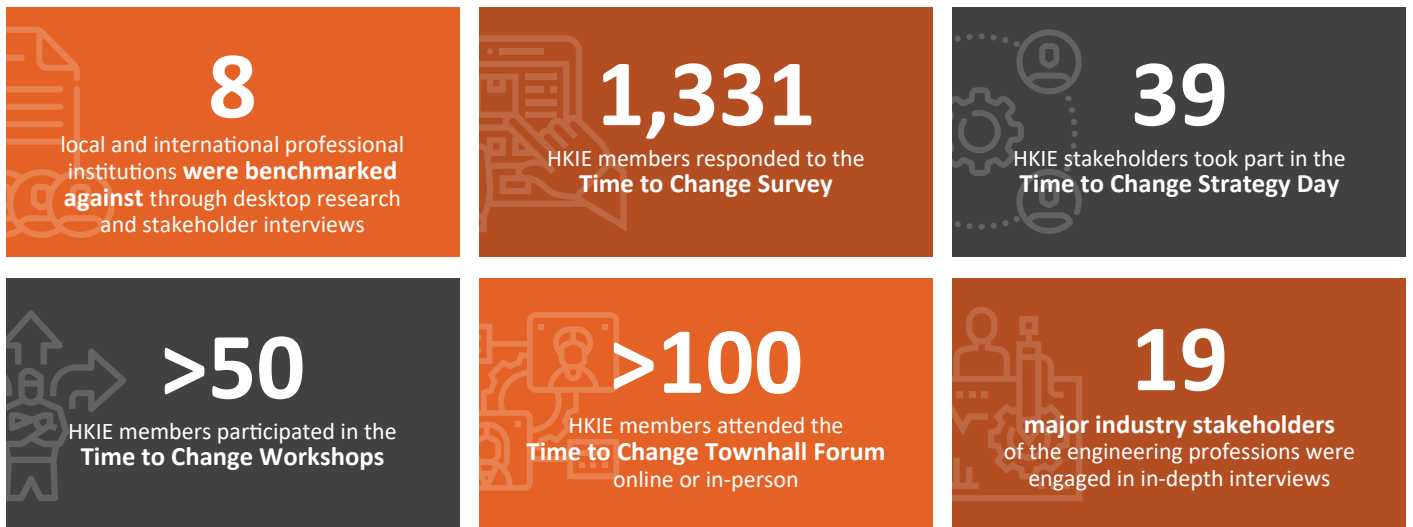 8
local and international professional
institutions were benchmarked
against through desktop research
and stakeholder interviews
1,331
HKIE members responded to the
Time to Change Survey
39
HKIE stakeholders took part in the
Time to Change Strategy Day
>50
HKIE members participated in the
Time to Change Workshops
>100
HKIE members attended the
Time to Change Townhall Forum
online or in-person
19
major industry stakeholders
of the engineering professions were
engaged in in-depth interviews